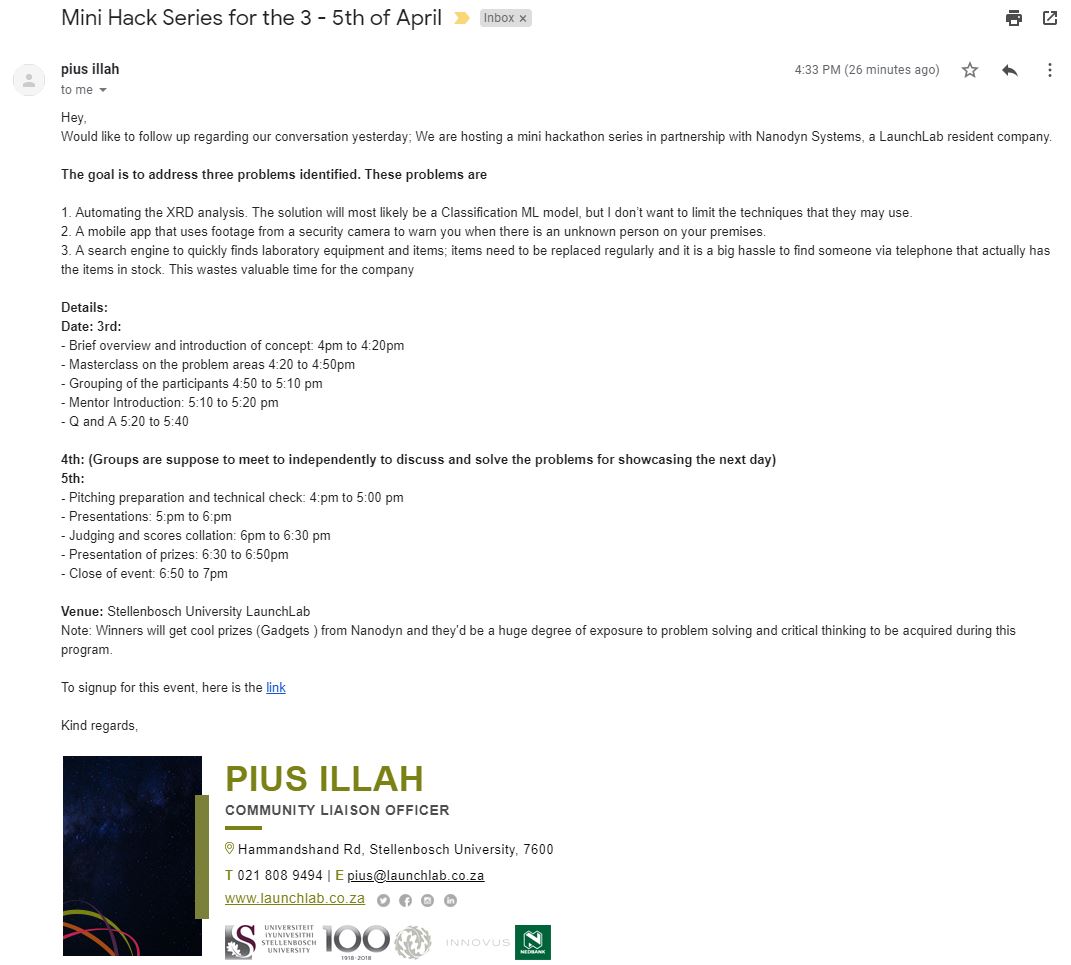 Mini Hack Series for the 3 - 5th of April
Inbox x
pius illah
4:33 PM (26 minutes ago)
to me
Hey,
Would like to follow up regarding our conversation yesterday; We are hosting a mini hackathon series in partnership with Nanodyn Systems, a LaunchLab resident company.
The goal is to address three problems identified. These problems are
1. Automating the XRD analysis. The solution will most likely be a Classification ML model, but I don't want to limit the techniques that they may use.
2. A mobile app that uses footage from a security camera to warn you when there is an unknown person on your premises.
3. A search engine to quickly finds laboratory equipment and items; items need to be replaced regularly and it is a big hassle to find someone via telephone that actually has
the items in stock. This wastes valuable time for the company
Details:
Date: 3rd:
- Brief overview and introduction of concept: 4pm to 4:20pm
- Masterclass on the problem areas 4:20 to 4:50pm
- Grouping of the participants 4:50 to 5:10 pm
- Mentor Introduction: 5:10 to 5:20 pm
- Q and A 5:20 to 5:40
4th: (Groups are suppose to meet to independently to discuss and solve the problems for showcasing the next day)
5th:
- Pitching preparation and technical check: 4:pm to 5:00 pm
- Presentations: 5:pm to 6:pm
- Judging and scores collation: 6pm to 6:30 pm
- Presentation of prizes: 6:30 to 6:50pm
- Close of event: 6:50 to 7pm
Venue: Stellenbosch University LaunchLab
Note: Winners will get cool prizes (Gadgets ) from Nanodyn and they'd be a huge degree of exposure to problem solving and critical thinking to be acquired during this
program.
To signup for this event, here is the link
Kind regards,
PIUS ILLAH
COMMUNITY LIAISON OFFICER
Hammandshand Rd, Stellenbosch University, 7600
T 021 808 9494 | E pius@launchlab.co.za
www.launchlab.co.za
UNIVERSITEIT
IYUNIVESITHI
STELLENBOSCH
UNIVERSITY
100
1918·2018
INNOVUS
N
NEDBANK